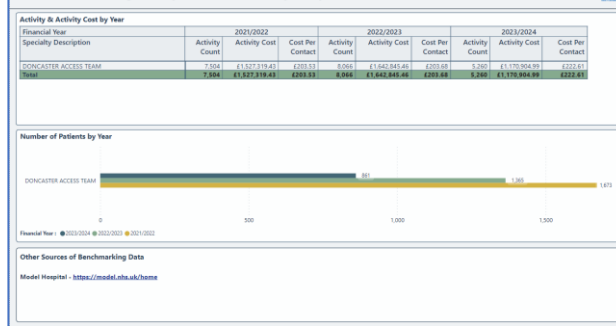 Activity & Activity Cost by Year
Financial Year 2021/2022 2022/2023 2023/2024
Specialty Description Activity Count Activity Cost Cost Per Contact Activity Count Activity Cost Cost Per Contact Activity Count Activity Cost Cost Per Contact
DONCASTER ACCESS TEAM 7,504 £1,527,319.43 £203.53 8,066 £1,642,845.46 £203.68 5,260 £1,170,904.99 £222.61
Total 7,504 £1,527,319.43 £203.53 8,066 £1,642,845.46 £203.68 5,260 £1,170,904.99 £222.61
Number of Patients by Year
DONCASTER ACCESS TEAM
861
1,365
1,673
0 500 1,000 1,500
Financial Year : 2023/2024 2022/2023 2021/2022
Other Sources of Benchmarking Data
Model Hospital - https://model.nhs.uk/home